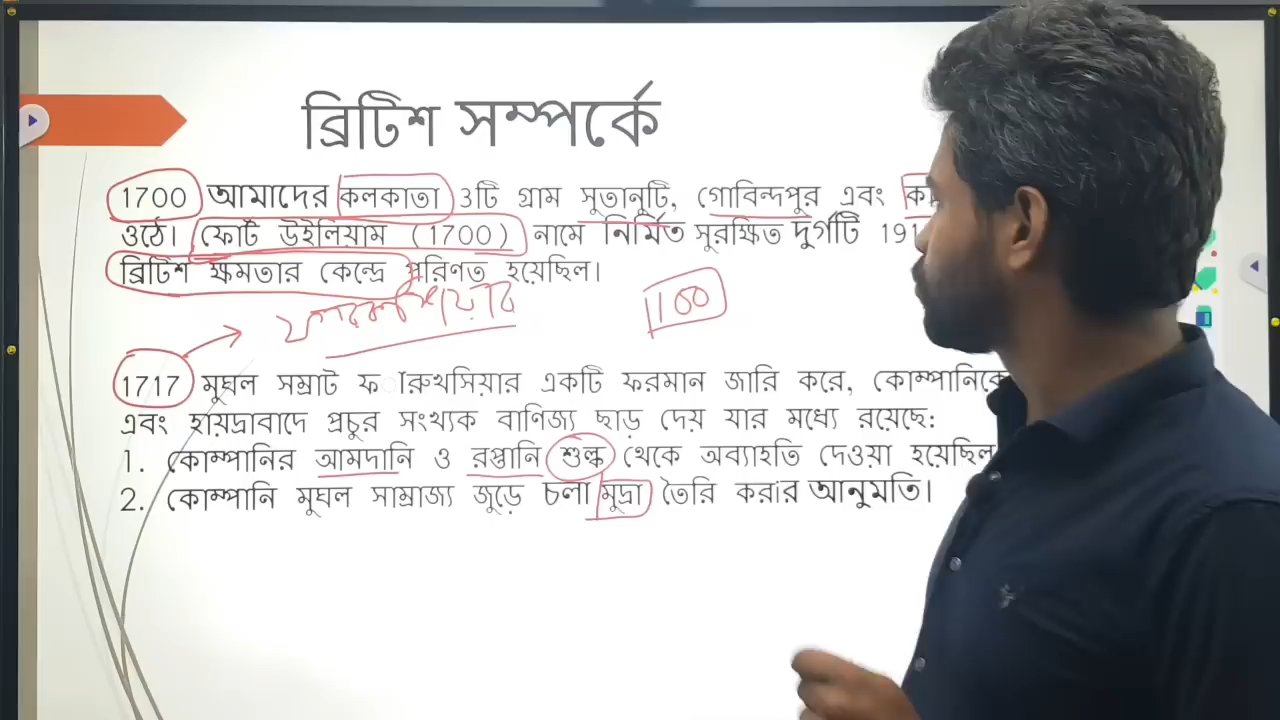 ব্রিটিশ সম্পর্কে
1700 আমাদের কলকাতা 3টি গ্রাম সুতানুটি, গোবিন্দপুর এবং
ওঠে। ফোর্ট উইলিয়াম (1700) নামে নির্মিত সুরক্ষিত দুর্গটি 191
ব্রিটিশ ক্ষমতার কেন্দ্রে পরিণত হয়েছিল।
1100
1717 মুঘল সম্রাট ফারুখসিয়ার একটি ফরমান জারি করে, কোম্পানিকে
এবং হায়দ্রাবাদে প্রচুর সংখ্যক বাণিজ্য ছাড় দেয় যার মধ্যে রয়েছে:
1. কোম্পানির আমদানি ও রপ্তানি শুল্ক থেকে অব্যাহতি দেওয়া হয়েছিল
2. কোম্পানি মুঘল সাম্রাজ্য জুড়ে চলা মুদ্রা তৈরি করার অনুমতি।